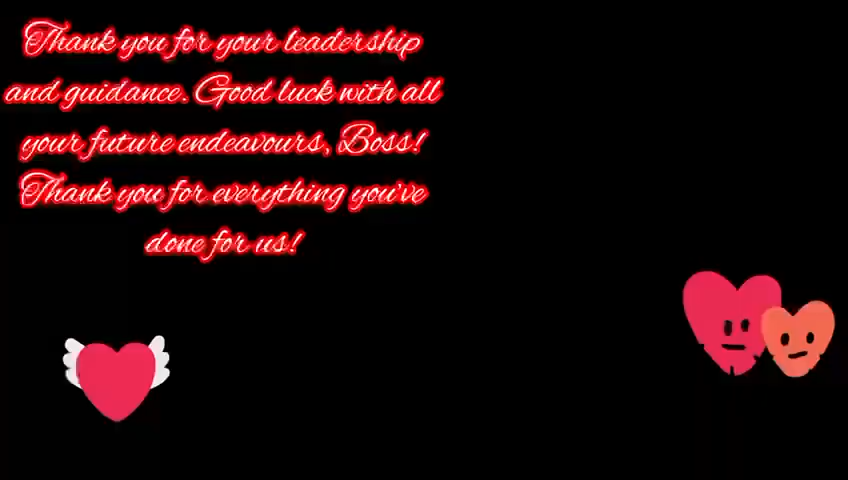 Thank you for your leadership
and guidance. Good luck with all
your future endeavours, Boss!
Thank you for everything you've
done for us!